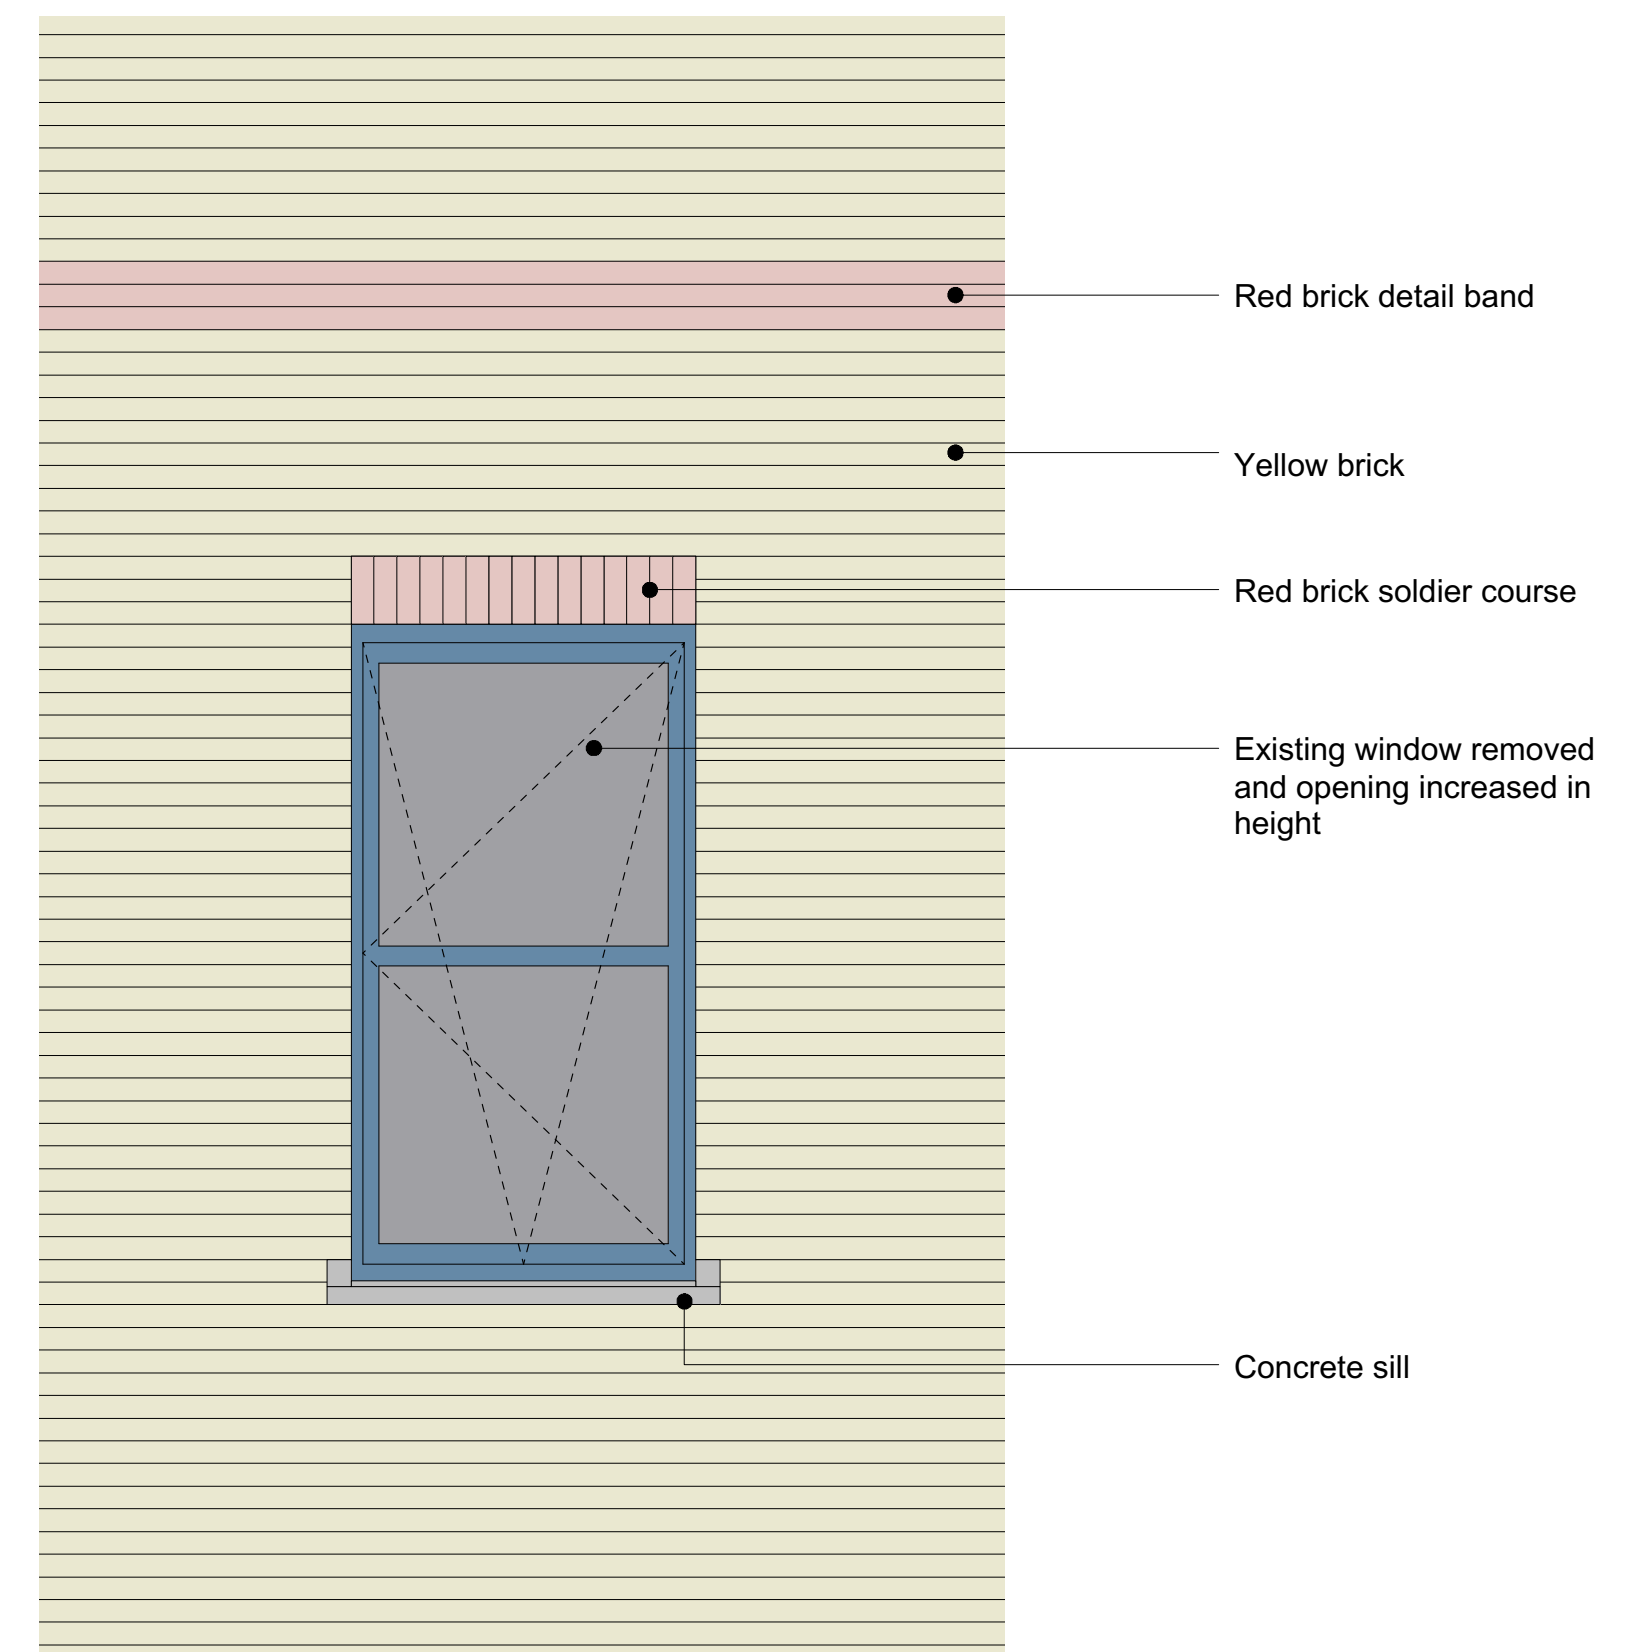 Red brick detail band
Yellow brick
Red brick soldier course
Existing window removed
and opening increased in
height
Concrete sill